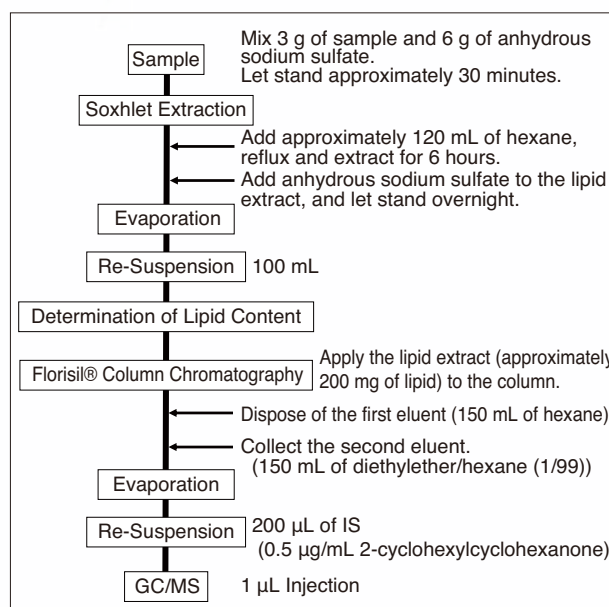 Sample
Mix 3 g of sample and 6 g of anhydrous
sodium sulfate.
Let stand approximately 30 minutes.
Soxhlet Extraction
Add approximately 120 mL of hexane,
reflux and extract for 6 hours.
Add anhydrous sodium sulfate to the lipid
extract, and let stand overnight.
Evaporation
Re-Suspension 100 mL
Determination of Lipid Content
Florisil® Column Chromatography
Apply the lipid extract (approximately
200 mg of lipid) to the column.
Dispose of the first eluent (150 mL of hexane)
Collect the second eluent.
(150 mL of diethylether/hexane (1/99))
Evaporation
Re-Suspension
200 µL of IS
(0.5 µg/mL 2-cyclohexylcyclohexanone)
GC/MS 1 µL Injection